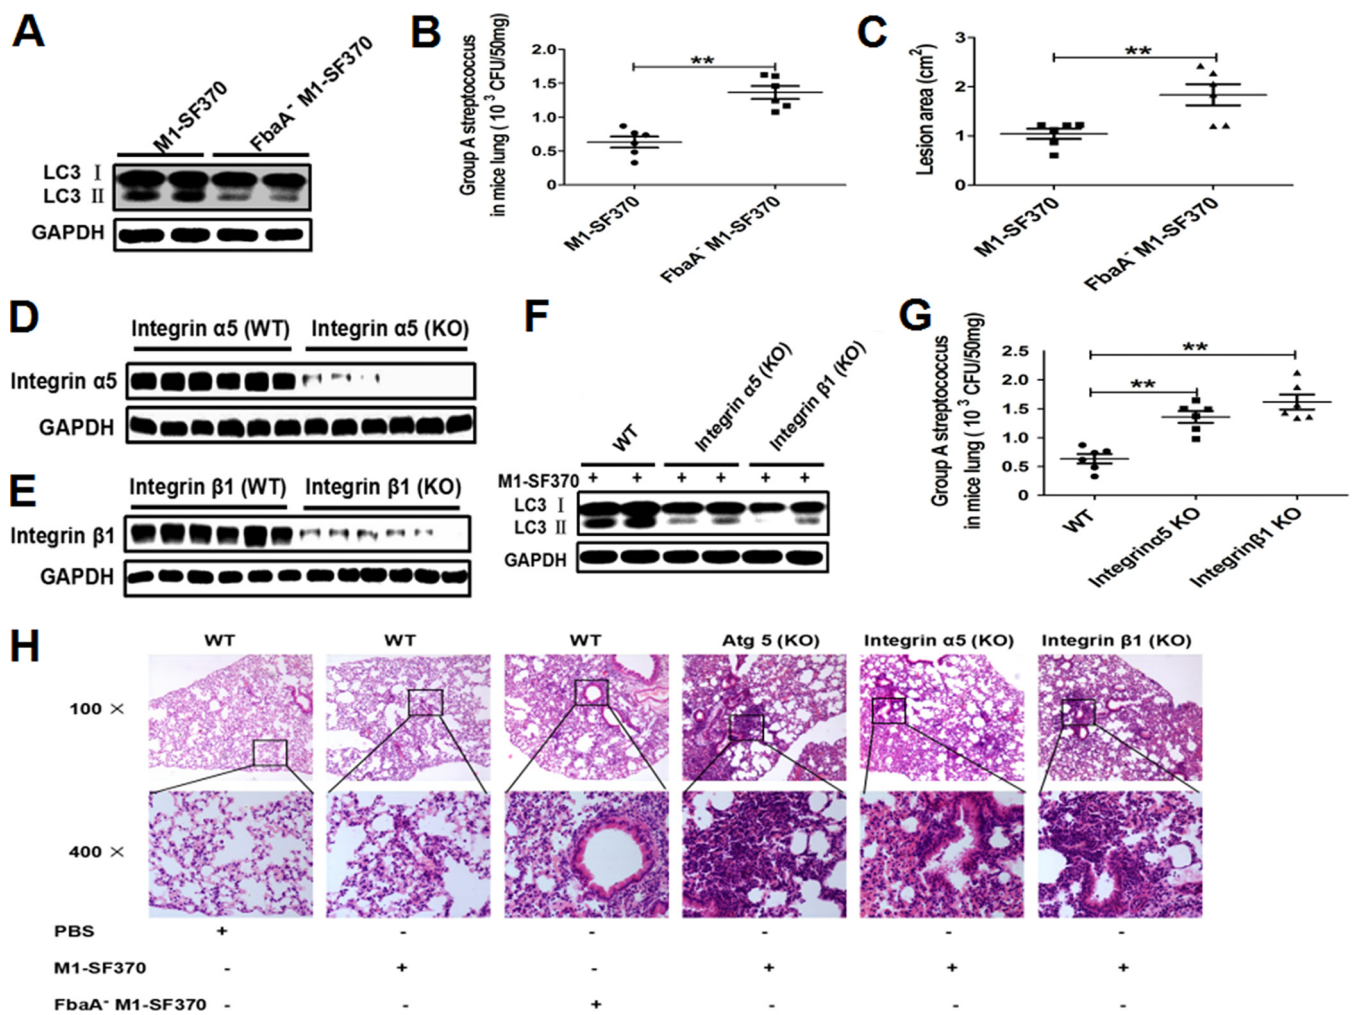 A
M1-SF370
FbaA⁻ M1-SF370
LC3 Ⅰ
LC3 Ⅱ
GAPDH
B
Group A streptococcus
in mice lung ( 10³ CFU/50mg)
2.0
1.5
1.0
0.5
0
**
M1-SF370
FbaA⁻ M1-SF370
C
Lesion area (cm²)
3
2
1
0
**
M1-SF370
FbaA⁻ M1-SF370
D
Integrin α5 (WT) Integrin α5 (KO)
Integrin α5
GAPDH
E
Integrin β1 (WT) Integrin β1 (KO)
Integrin β1
GAPDH
F
WT
Integrin α5 (KO)
Integrin β1 (KO)
M1-SF370 + + + + + +
LC3 Ⅰ
LC3 Ⅱ
GAPDH
G
Group A streptococcus
in mice lung ( 10³ CFU/50mg)
2.5
2.0
1.5
1.0
0.5
0
**
**
WT
Integrinα5 KO
Integrinβ1 KO
H
WT WT WT Atg 5 (KO) Integrin α5 (KO) Integrin β1 (KO)
100 ×
400 ×
PBS + - - - - -
M1-SF370 - + - + + +
FbaA⁻ M1-SF370 - - + - - -